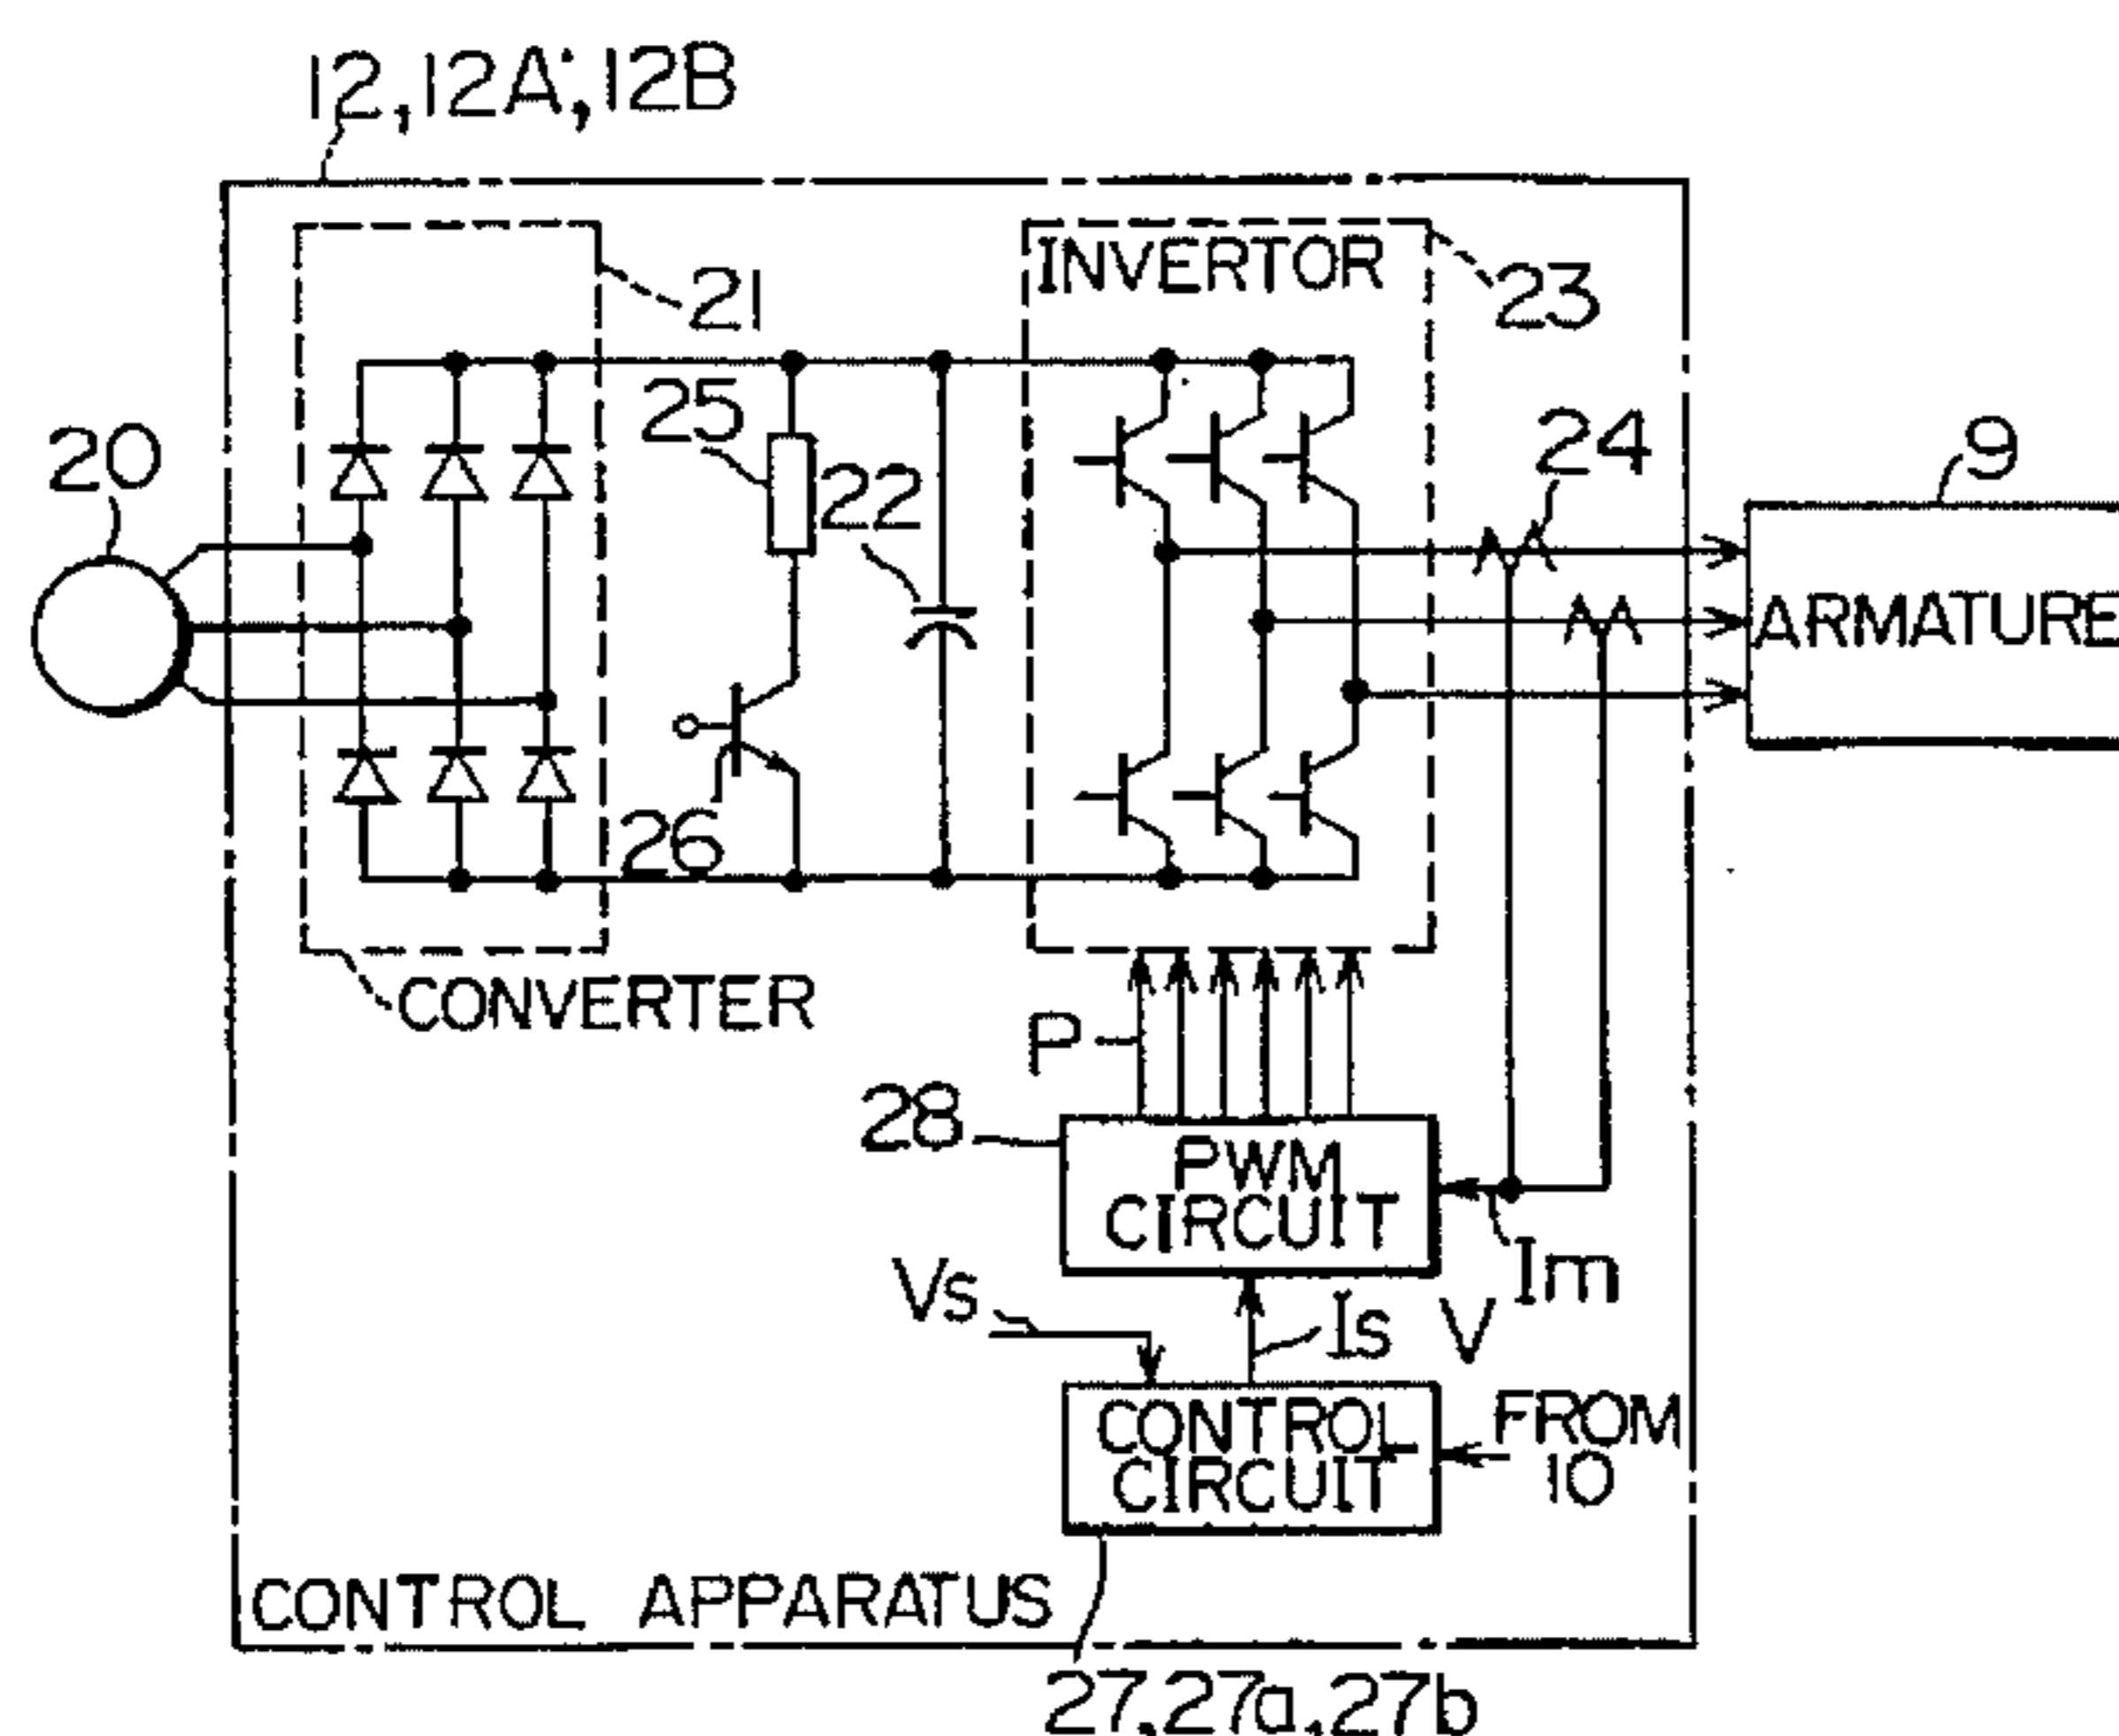 12,12A,12B
INVERTOR
21
23
25
24
9
20
22
ARMATURE
26
CONVERTER
P
28
PWM
CIRCUIT
Im
Vs
Is
V
CONTROL
CIRCUIT
FROM
10
CONTROL APPARATUS
27,27a,27b